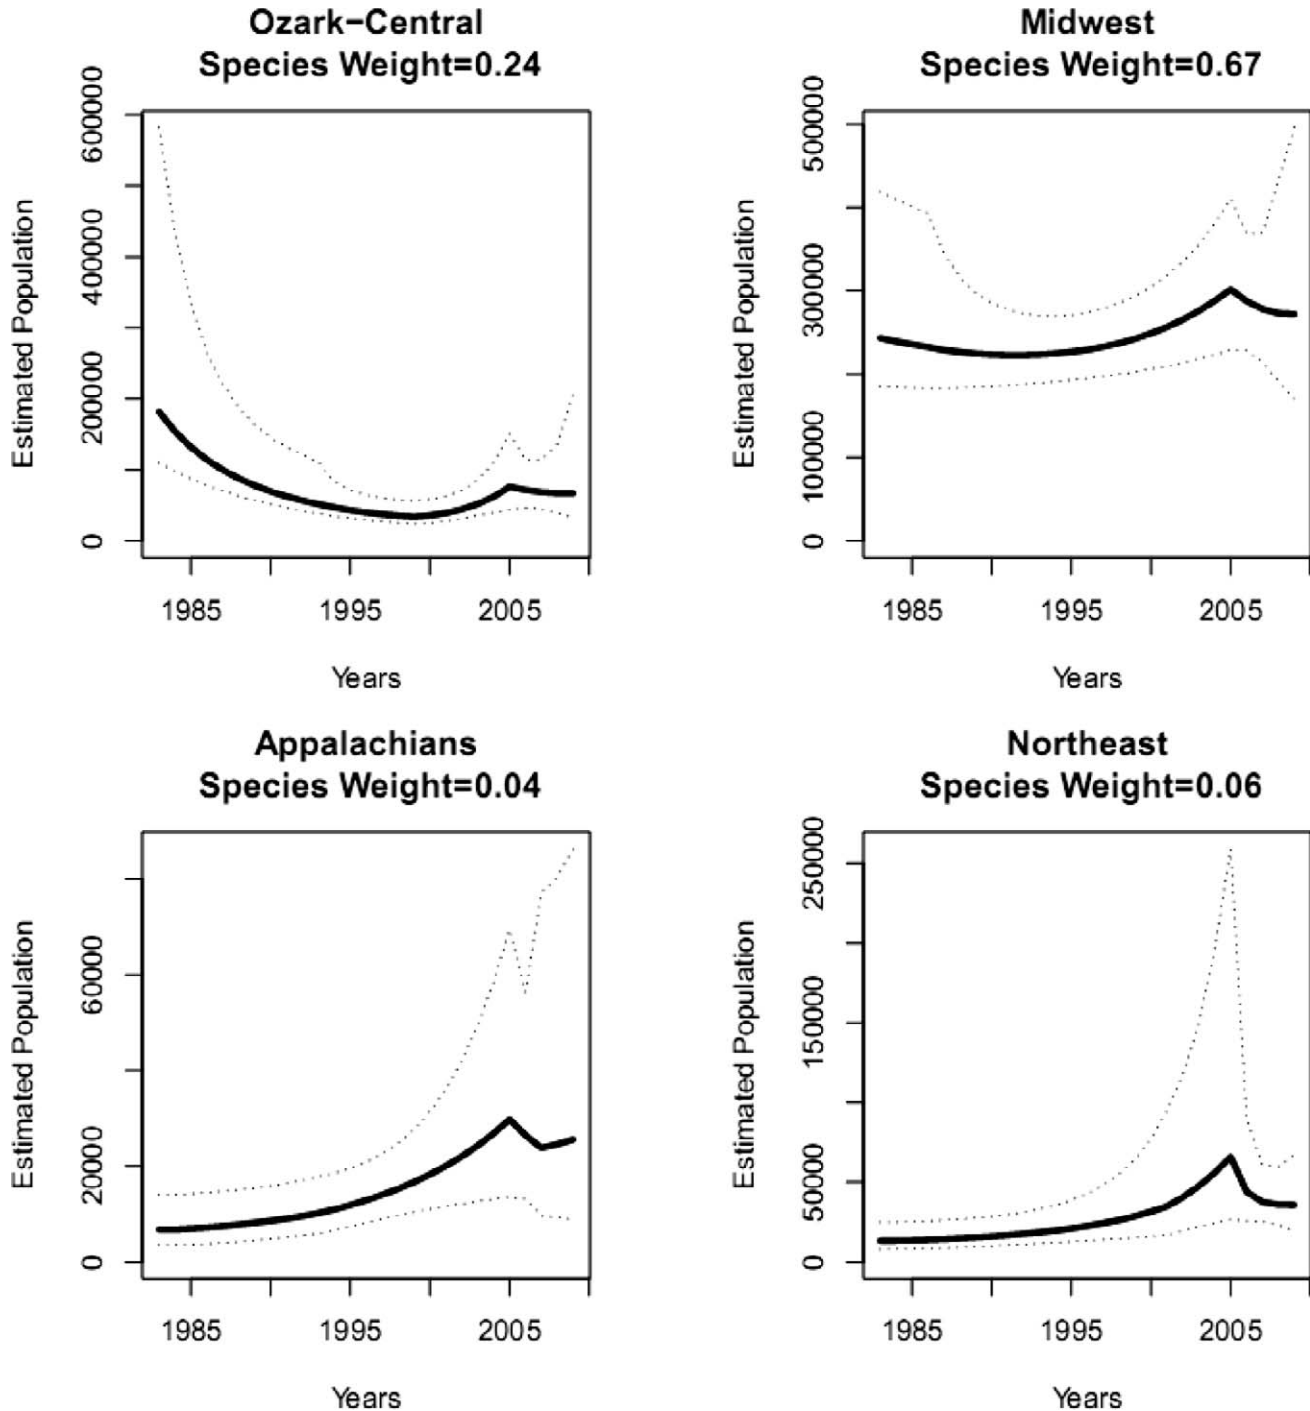 Ozark−Central
Species Weight=0.24
Estimated Population
600000
400000
200000
0
1985
1995
2005
Years
Midwest
Species Weight=0.67
Estimated Population
500000
300000
100000
0
1985
1995
2005
Years
Appalachians
Species Weight=0.04
Estimated Population
60000
20000
0
1985
1995
2005
Years
Northeast
Species Weight=0.06
Estimated Population
250000
150000
50000
0
1985
1995
2005
Years